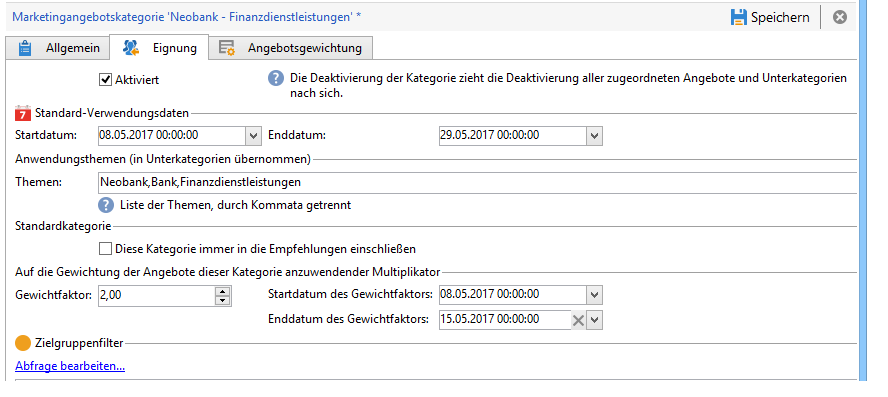 Marketingangebotskategorie 'Neobank - Finanzdienstleistungen' *
Speichern
Allgemein
Eignung
Angebotsgewichtung
Aktiviert
Die Deaktivierung der Kategorie zieht die Deaktivierung aller zugeordneten Angebote und Unterkategorien
nach sich.
7 Standard-Verwendungsdaten
Startdatum: 08.05.2017 00:00:00 Enddatum: 29.05.2017 00:00:00
Anwendungsthemen (in Unterkategorien übernommen)
Themen: Neobank,Bank,Finanzdienstleistungen
? Liste der Themen, durch Kommata getrennt
Standardkategorie
Diese Kategorie immer in die Empfehlungen einschließen
Auf die Gewichtung der Angebote dieser Kategorie anzuwendender Multiplikator
Gewichtfaktor: 2,00 Startdatum des Gewichtfaktors: 08.05.2017 00:00:00
Enddatum des Gewichtfaktors: 15.05.2017 00:00:00
Zielgruppenfilter
Abfrage bearbeiten...